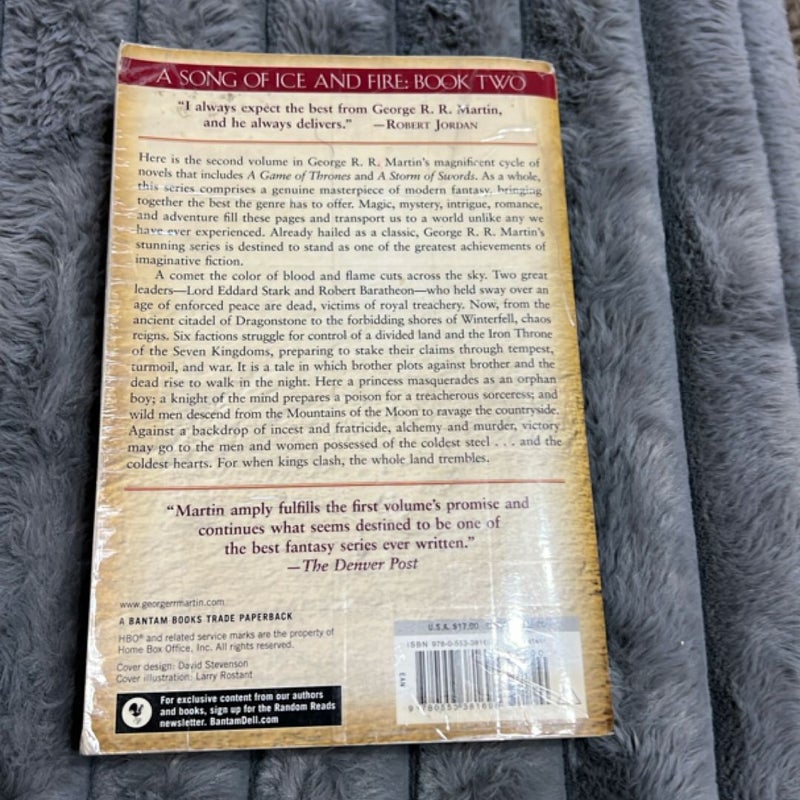 A SONG OF ICE AND FIRE: BOOK TWO
"I always expect the best from George R. R. Martin,
and he always delivers." —ROBERT JORDAN
Here is the second volume in George R. R. Martin's magnificent cycle of
novels that includes A Game of Thrones and A Storm of Swords. As a whole,
this series comprises a genuine masterpiece of modern fantasy, bringing
together the best the genre has to offer. Magic, mystery, intrigue, romance,
and adventure fill these pages and transport us to a world unlike any we
have ever experienced. Already hailed as a classic, George R. R. Martin's
stunning series is destined to stand as one of the greatest achievements of
imaginative fiction.
A comet the color of blood and flame cuts across the sky. Two great
leaders—Lord Eddard Stark and Robert Baratheon—who held sway over an
age of enforced peace are dead, victims of royal treachery. Now, from the
ancient citadel of Dragonstone to the forbidding shores of Winterfell, chaos
reigns. Six factions struggle for control of a divided land and the Iron Throne
of the Seven Kingdoms, preparing to stake their claims through tempest,
turmoil, and war. It is a tale in which brother plots against brother and the
dead rise to walk in the night. Here a princess masquerades as an orphan
boy; a knight of the mind prepares a poison for a treacherous sorceress; and
wild men descend from the Mountains of the Moon to ravage the countryside.
Against a backdrop of incest and fratricide, alchemy and murder, victory
may go to the men and women possessed of the coldest steel . . . and the
coldest hearts. For when kings clash, the whole land trembles.
"Martin amply fulfills the first volume's promise and
continues what seems destined to be one of
the best fantasy series ever written."
—The Denver Post
www.georgerrmartin.com
A BANTAM BOOKS TRADE PAPERBACK
HBO® and related service marks are the property of
Home Box Office, Inc. All rights reserved.
Cover design: David Stevenson
Cover illustration: Larry Rostant
For exclusive content from our authors
and books, sign up for the Random Reads
newsletter. BantamDell.com
U.S.A. $17.00
ISBN 978-0-553-3816
EAN
9 780553 38169